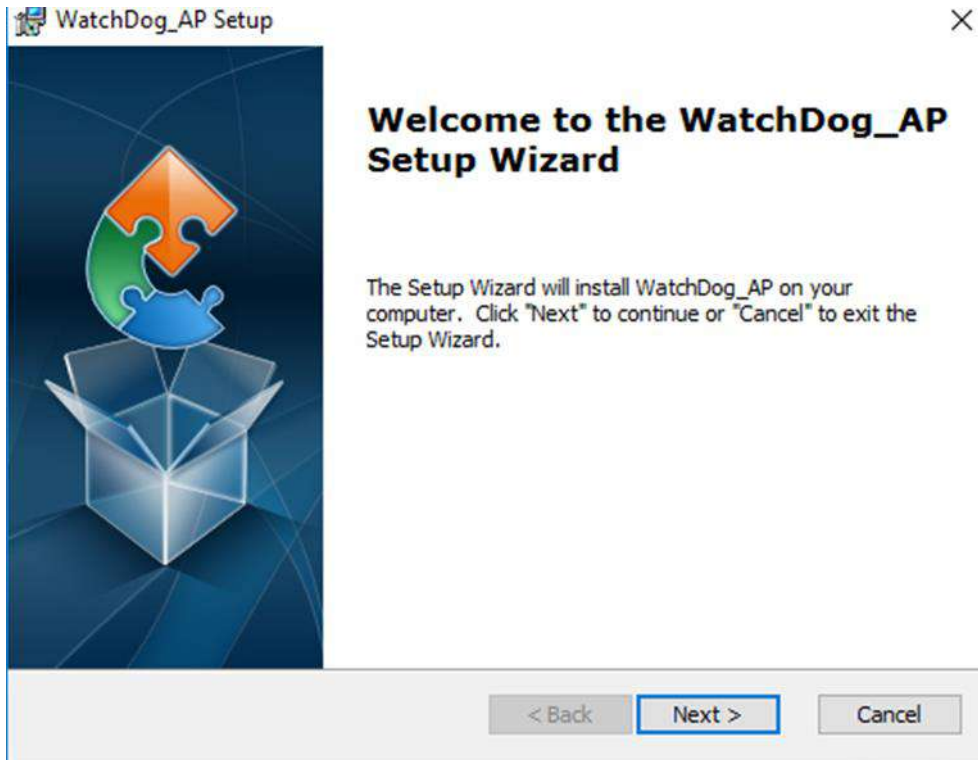 WatchDog_AP Setup
Welcome to the WatchDog_AP
Setup Wizard
The Setup Wizard will install WatchDog_AP on your
computer. Click "Next" to continue or "Cancel" to exit the
Setup Wizard.
< Back Next > Cancel